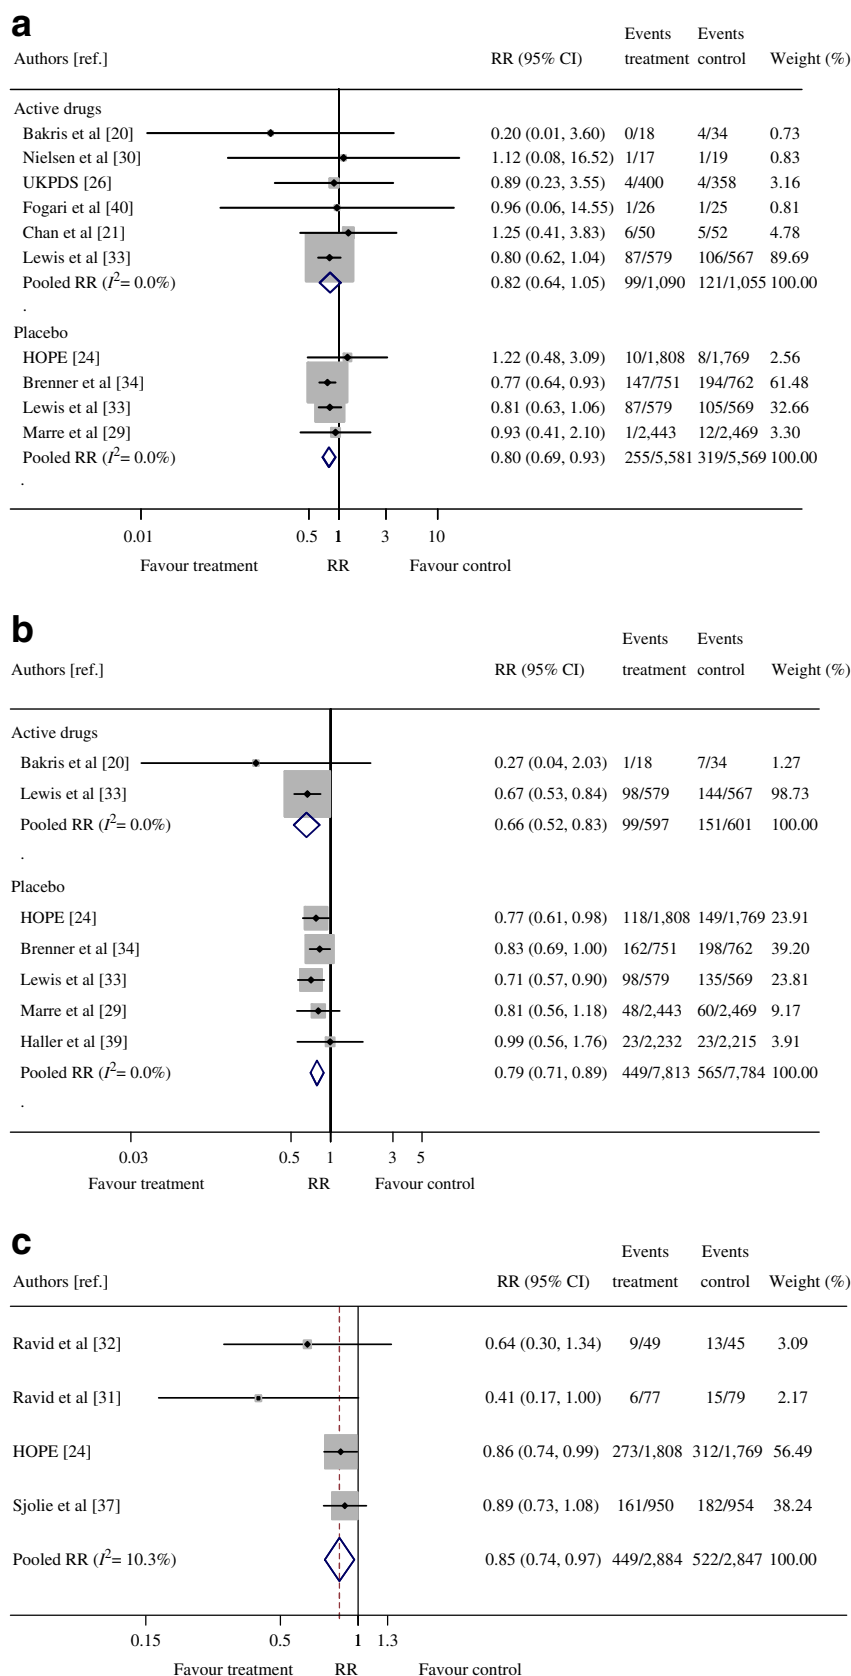 a
Events Events
Authors [ref.] RR (95% CI) treatment control Weight (%)
Active drugs
Bakris et al [20] 0.20 (0.01, 3.60) 0/18 4/34 0.73
Nielsen et al [30] 1.12 (0.08, 16.52) 1/17 1/19 0.83
UKPDS [26] 0.89 (0.23, 3.55) 4/400 4/358 3.16
Fogari et al [40] 0.96 (0.06, 14.55) 1/26 1/25 0.81
Chan et al [21] 1.25 (0.41, 3.83) 6/50 5/52 4.78
Lewis et al [33] 0.80 (0.62, 1.04) 87/579 106/567 89.69
Pooled RR (I²= 0.0%) 0.82 (0.64, 1.05) 99/1,090 121/1,055 100.00
.
Placebo
HOPE [24] 1.22 (0.48, 3.09) 10/1,808 8/1,769 2.56
Brenner et al [34] 0.77 (0.64, 0.93) 147/751 194/762 61.48
Lewis et al [33] 0.81 (0.63, 1.06) 87/579 105/569 32.66
Marre et al [29] 0.93 (0.41, 2.10) 1/2,443 12/2,469 3.30
Pooled RR (I²= 0.0%) 0.80 (0.69, 0.93) 255/5,581 319/5,569 100.00
.
0.01 0.5 1 3 10
Favour treatment RR Favour control
b
Events Events
Authors [ref.] RR (95% CI) treatment control Weight (%)
Active drugs
Bakris et al [20] 0.27 (0.04, 2.03) 1/18 7/34 1.27
Lewis et al [33] 0.67 (0.53, 0.84) 98/579 144/567 98.73
Pooled RR (I²= 0.0%) 0.66 (0.52, 0.83) 99/597 151/601 100.00
.
Placebo
HOPE [24] 0.77 (0.61, 0.98) 118/1,808 149/1,769 23.91
Brenner et al [34] 0.83 (0.69, 1.00) 162/751 198/762 39.20
Lewis et al [33] 0.71 (0.57, 0.90) 98/579 135/569 23.81
Marre et al [29] 0.81 (0.56, 1.18) 48/2,443 60/2,469 9.17
Haller et al [39] 0.99 (0.56, 1.76) 23/2,232 23/2,215 3.91
Pooled RR (I²= 0.0%) 0.79 (0.71, 0.89) 449/7,813 565/7,784 100.00
.
0.03 0.5 1 3 5
Favour treatment RR Favour control
c
Events Events
Authors [ref.] RR (95% CI) treatment control Weight (%)
Ravid et al [32] 0.64 (0.30, 1.34) 9/49 13/45 3.09
Ravid et al [31] 0.41 (0.17, 1.00) 6/77 15/79 2.17
HOPE [24] 0.86 (0.74, 0.99) 273/1,808 312/1,769 56.49
Sjolie et al [37] 0.89 (0.73, 1.08) 161/950 182/954 38.24
Pooled RR (I²= 10.3%) 0.85 (0.74, 0.97) 449/2,884 522/2,847 100.00
0.15 0.5 1 1.3
Favour treatment RR Favour control